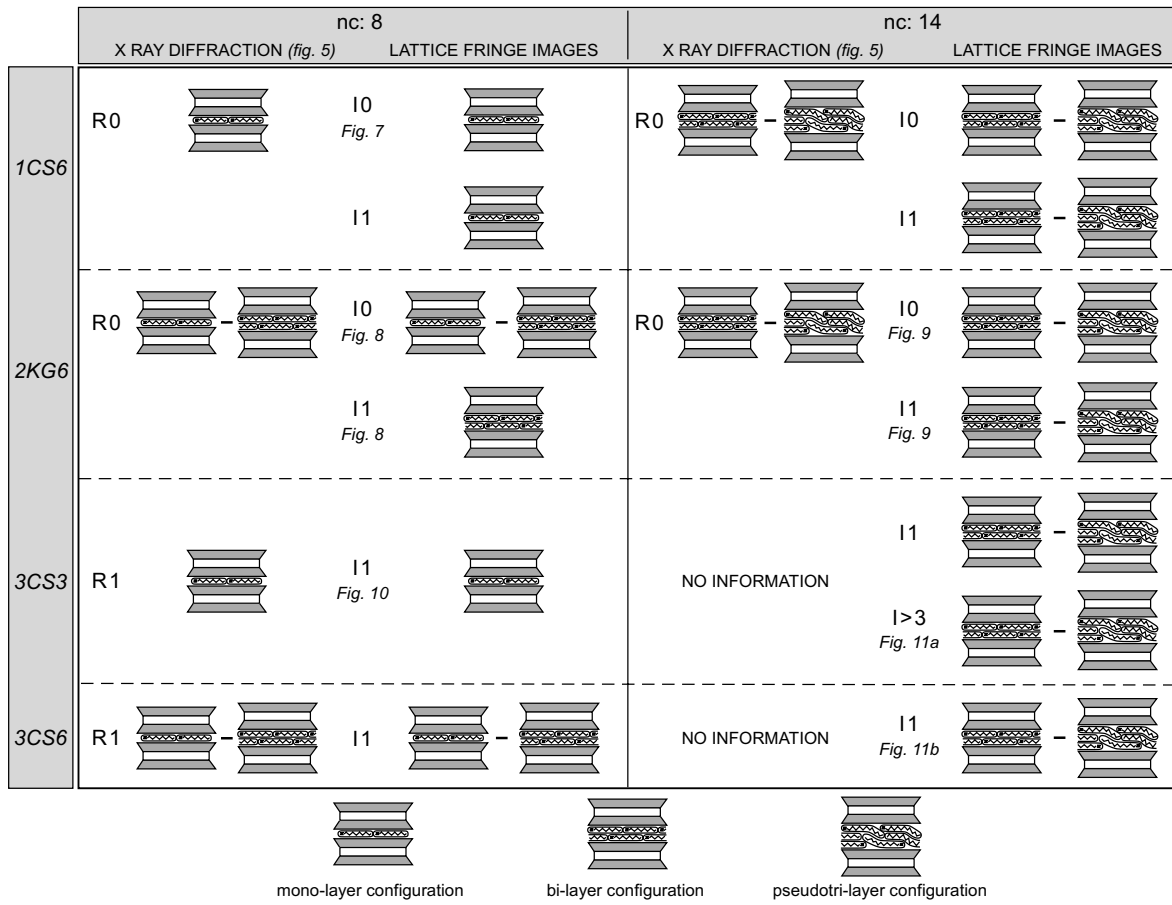 nc: 8 nc: 14
X RAY DIFFRACTION (fig. 5) LATTICE FRINGE IMAGES X RAY DIFFRACTION (fig. 5) LATTICE FRINGE IMAGES
1CS6
R0 I0 R0 I0
Fig. 7
I1 I1
2KG6
R0 I0 R0 I0
Fig. 8 Fig. 9
I1 I1
Fig. 8 Fig. 9
3CS3
I1
R1 I1 NO INFORMATION
Fig. 10
I>3
Fig. 11a
3CS6
R1 I1 NO INFORMATION I1
Fig. 11b
mono-layer configuration bi-layer configuration pseudotri-layer configuration